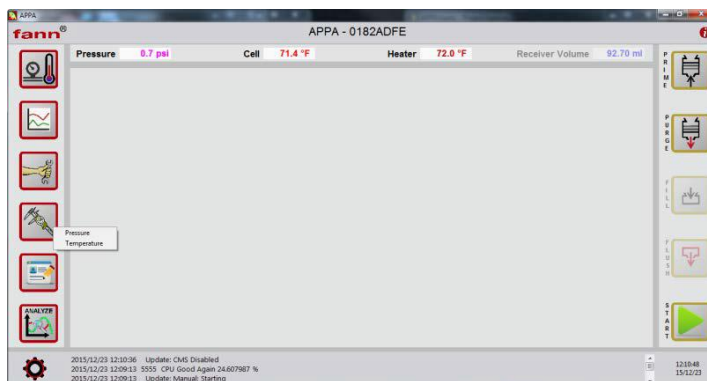 APPA
fann®
APPA - 0182ADFE
Pressure 0.7 psi Cell 71.4 °F Heater 72.0 °F Receiver Volume 92.70 ml
PRIME
PURGE
FILL
Pressure
Temperature
FLUSH
ANALYZE
START
2015/12/23 12:10:36 Update: CMS Disabled
2015/12/23 12:09:13 5555 CPU Good Again 24.607987 %
2015/12/23 12:09:13 Update: Manual: Starting
12:10:48
15/12/23